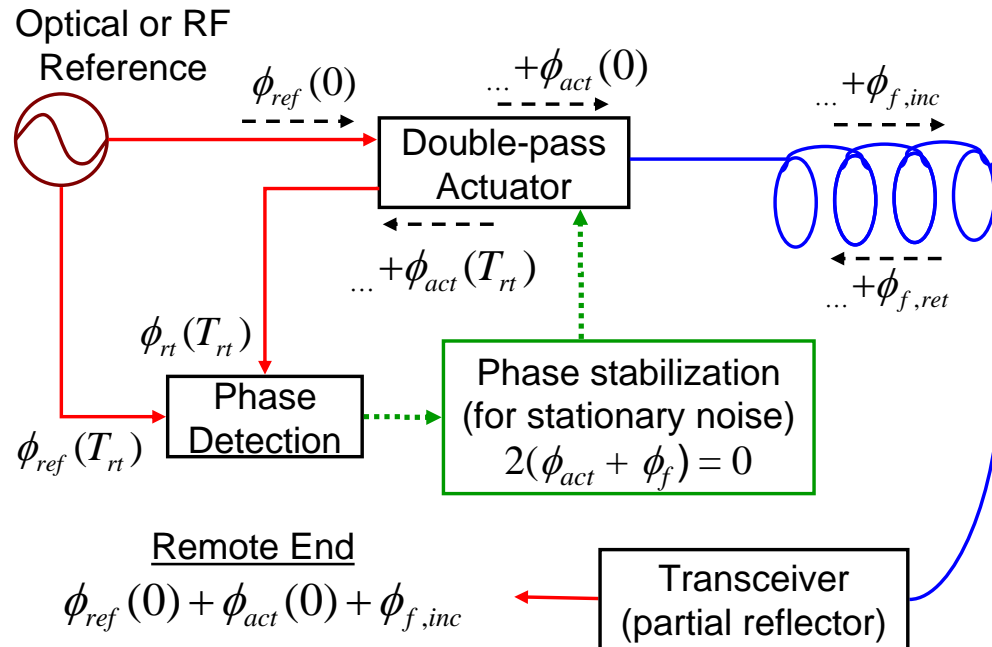 Optical or RF
Reference
ϕ_ref (0)
... +ϕ_act (0)
... +ϕ_f,inc
Double-pass
Actuator
... +ϕ_act (T_rt)
... +ϕ_f,ret
ϕ_rt (T_rt)
Phase
Detection
ϕ_ref (T_rt)
Phase stabilization
(for stationary noise)
2(ϕ_act + ϕ_f) = 0
Remote End
ϕ_ref (0) + ϕ_act (0) + ϕ_f,inc
Transceiver
(partial reflector)